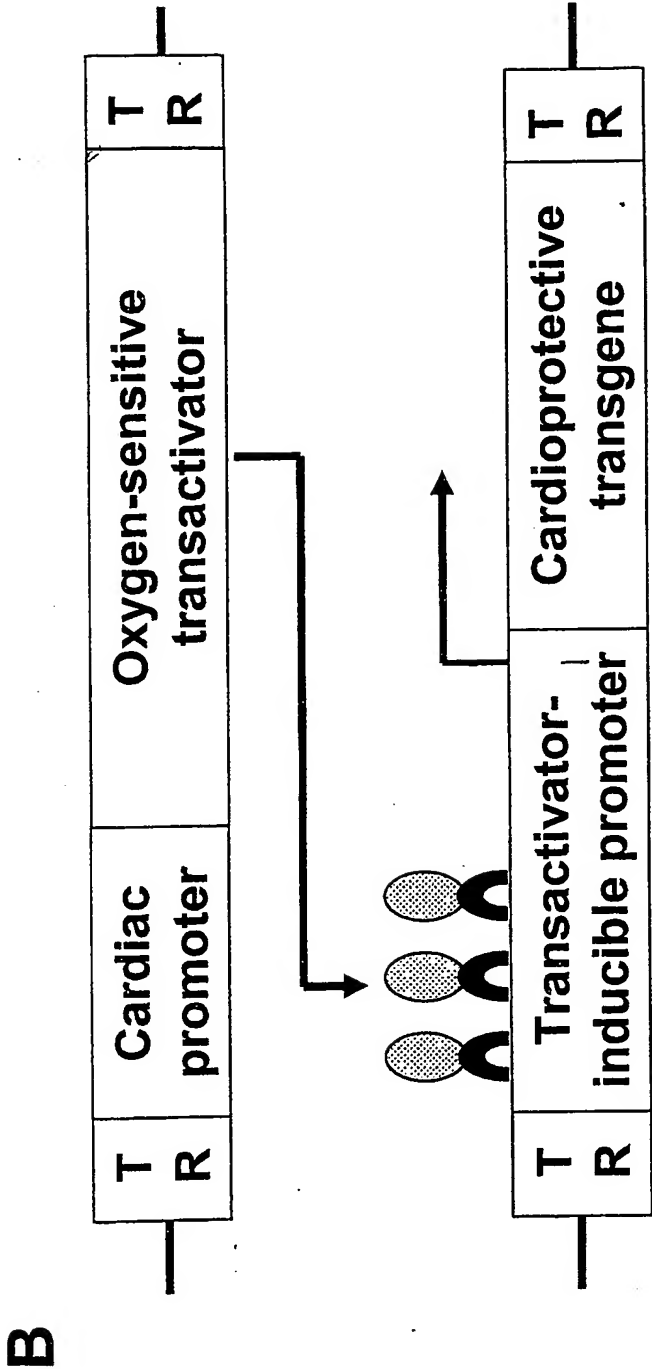 B
T
R
Cardiac
promoter
Oxygen-sensitive
transactivator
T
R
T
R
Transactivator-
inducible promoter
Cardioprotective
transgene
T
R